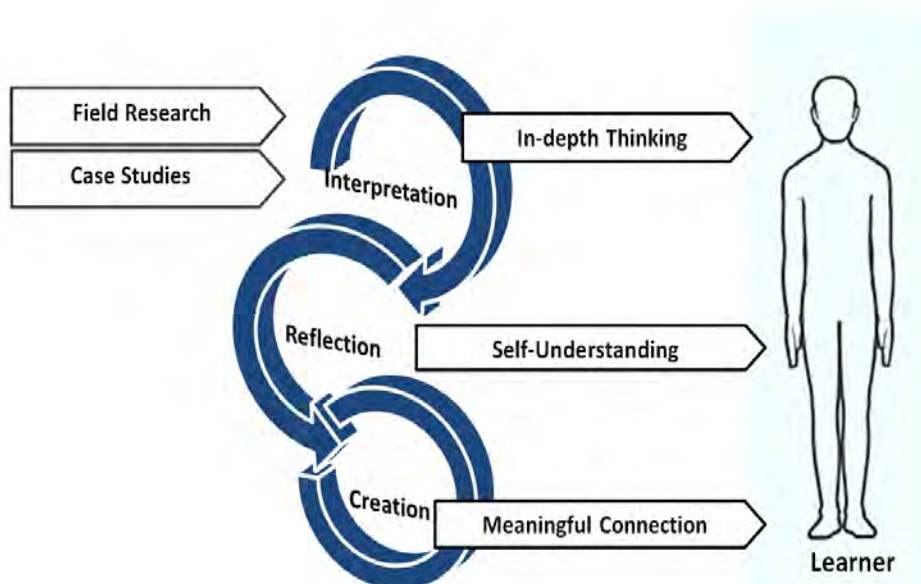 Field Research
Case Studies
Interpretation
In-depth Thinking
Reflection
Self-Understanding
Creation
Meaningful Connection
Learner